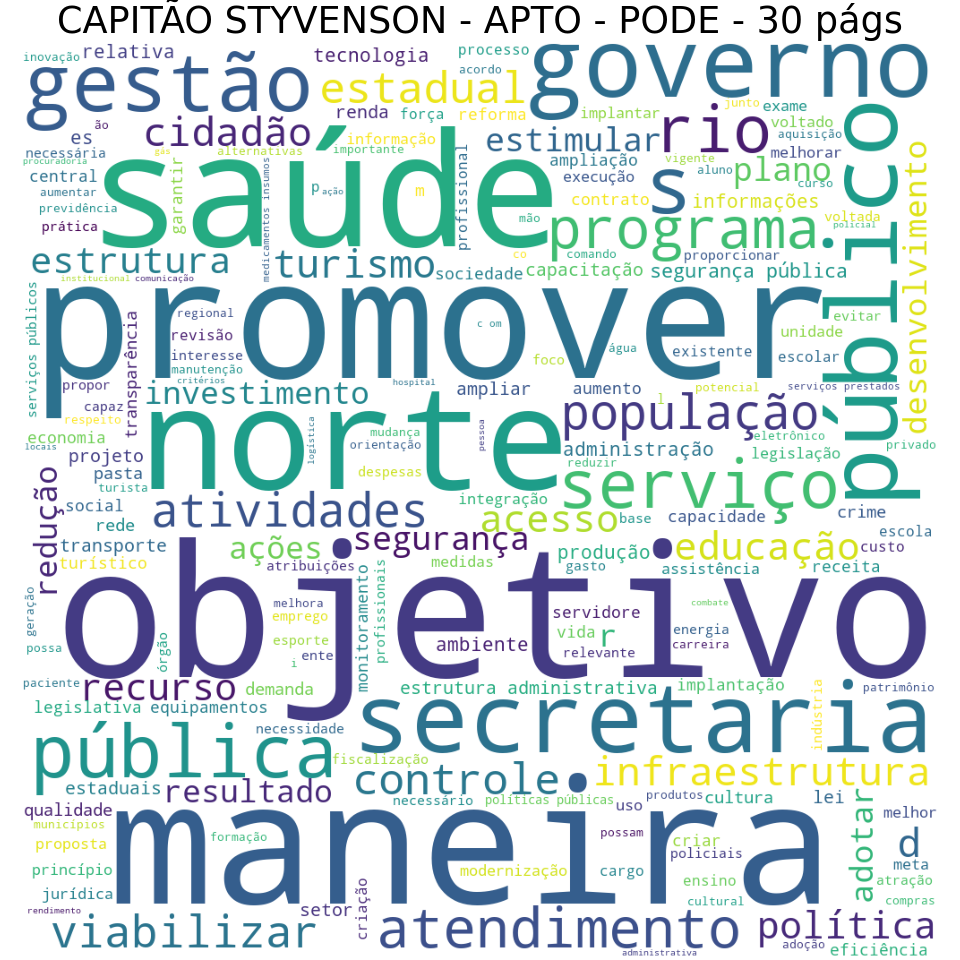 CAPITÃO STYVENSON - APTO - PODE - 30 págs
inovação
relativa
tecnologia
processo
governo
gestão
estadual
acordo
renda
força
reforma
implantar
rio
junto
exame
voltado
aquisição
es
ão
cidadão
informação
estimular
melhorar
público
necessária
procuradoria
gás
alternativas
importante
saúde
central
aumentar
previdência
prática
garantir
medicamentos insumos
p
ação
m
profissional
ampliação
execução
s
vigente
aluno
plano
curso
contrato
informações
voltada
policial
desenvolvimento
mão
programa
co
comando
proporcionar
estrutura
turismo
sociedade
capacitação
segurança pública
institucional
comunicação
promover
serviços públicos
regional
transparência
revisão
c om
evitar
unidade
interesse
manutenção
critérios
foco
água
existente
escolar
propor
capaz
respeito
investimento
hospital
ampliar
aumento
potencial
serviços prestados
l
norte
população
economia
locais
projeto
pasta
turista
logística
mudança
orientação
despesas
pessoa
administração
eletrônico
legislação
privado
reduzir
serviço
redução
social
rede
atividades
integração
acesso
base
capacidade
crime
escola
transporte
turístico
ações
segurança
atribuições
medidas
produção
gasto
educação
assistência
custo
receita
objetivo
geração
possa
órgão
melhora
emprego
esporte
i
ente
monitoramento
profissionais
combate
servidore
vida
r
ambiente
relevante
energia
carreira
paciente
recurso
demanda
estrutura administrativa
implantação
patrimônio
legislativa
equipamentos
necessidade
secretaria
indústria
pública
fiscalização
estaduais
resultado
controle
infraestrutura
qualidade
municípios
proposta
necessário
políticas públicas
uso
produtos
cultura
lei
adotar
melhor
maneira
formação
possam
criar
policiais
d
meta
princípio
jurídica
modernização
cargo
ensino
atração
cultural
compras
rendimento
setor
criação
viabilizar
atendimento
política
adoção
eficiência
administrativa